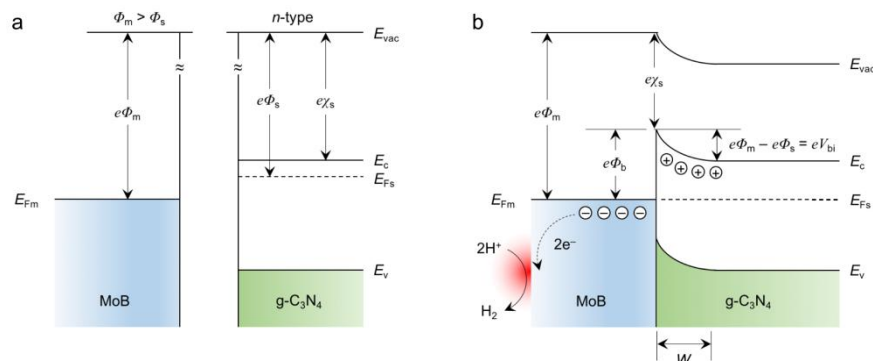 a
Φm > Φs
n-type
Evac
≈
≈
eΦm
eΦs
eχs
Ec
EFs
EFm
Ev
MoB
g-C3N4
b
Evac
eχs
eΦm
eΦb
eΦm − eΦs = eVbi
Ec
EFm
EFs
2e−
2H+
H2
Ev
MoB
g-C3N4
W